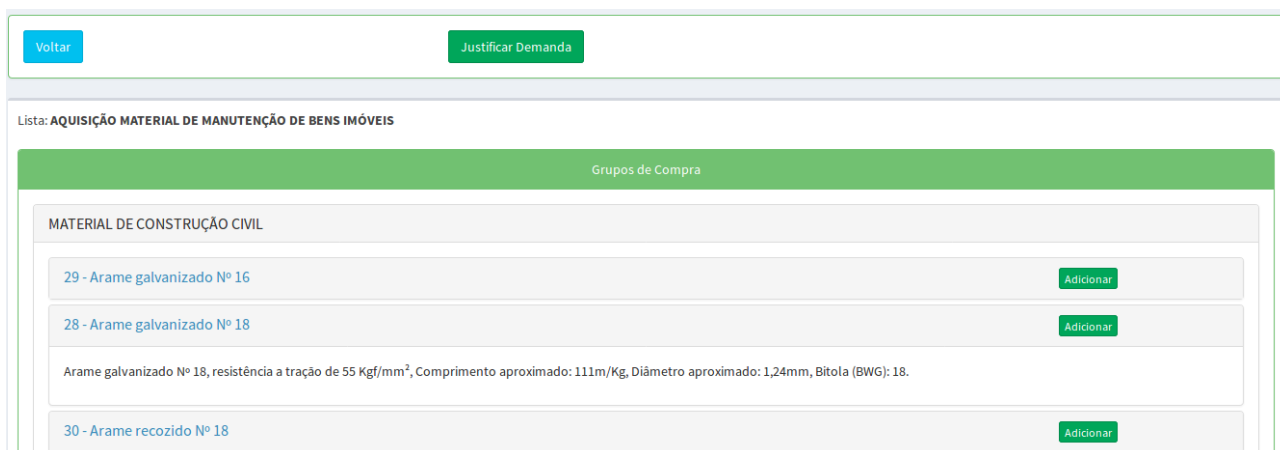 Voltar
Justificar Demanda
Lista: AQUISIÇÃO MATERIAL DE MANUTENÇÃO DE BENS IMÓVEIS
Grupos de Compra
MATERIAL DE CONSTRUÇÃO CIVIL
29 - Arame galvanizado Nº 16
Adicionar
28 - Arame galvanizado Nº 18
Adicionar
Arame galvanizado Nº 18, resistência a tração de 55 Kgf/mm², Comprimento aproximado: 111m/Kg, Diâmetro aproximado: 1,24mm, Bitola (BWG): 18.
30 - Arame recozido Nº 18
Adicionar